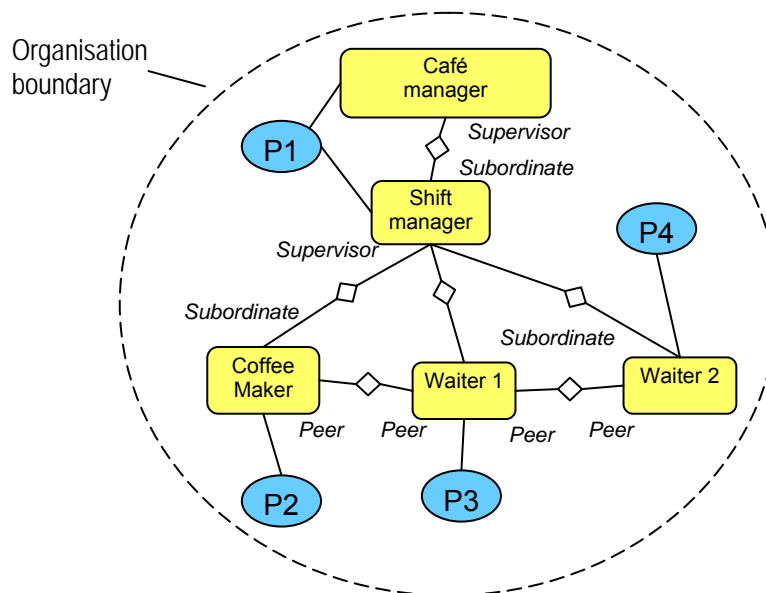 Organisation
boundary
Café
manager
P1
Supervisor
Subordinate
Shift
manager
P4
Supervisor
Subordinate
Subordinate
Coffee
Maker
Waiter 1
Waiter 2
Peer
Peer
Peer
Peer
P2
P3